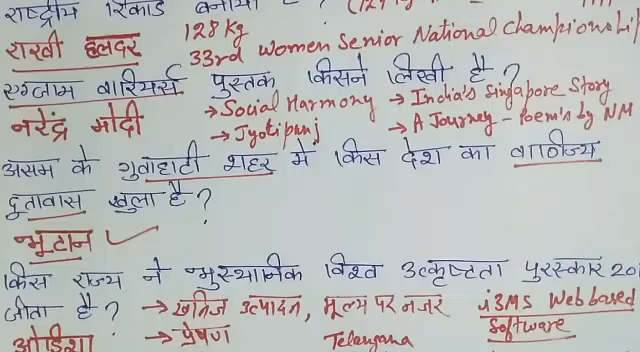 राष्ट्रीय रिकॉर्ड बनाया
राखी हलदर 128 Kg 33rd Women Senior National Championship
एग्जाम वारियर्स पुस्तक किसने लिखी है?
नरेंद्र मोदी → Social Harmony → India's Singapore Story
→ Jyotipunj → A Journey - Poem's by NM
असम के गुवाहाटी शहर में किस देश का वाणिज्य
दूतावास खुला है?
भूटान
किस राज्य ने भुस्थानिक विश्व उत्कृष्टता पुरस्कार 20
जीता है? → खनिज उत्पादन, मूल्य पर नजर i3MS Web based
ओडिशा → प्रेषण Telangana Software